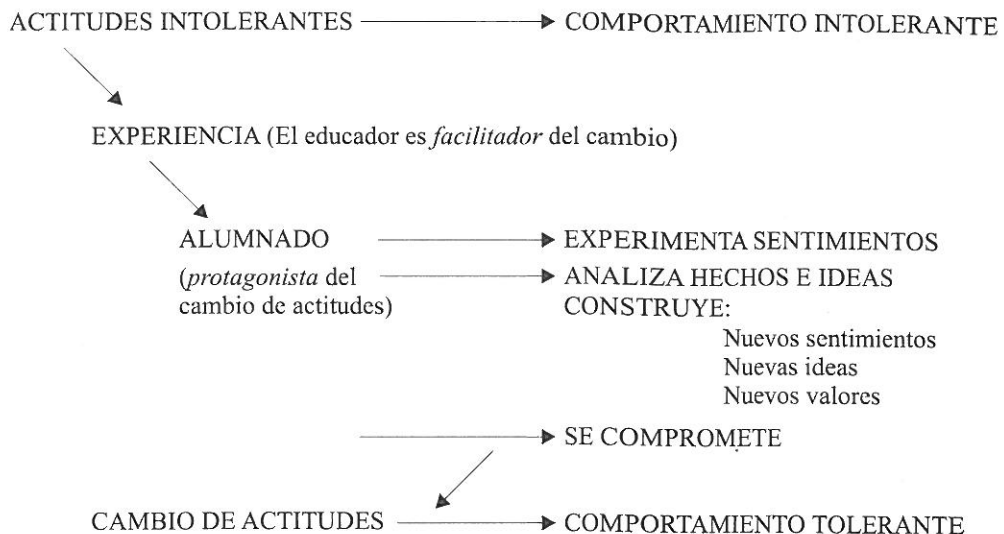 ACTITUDES INTOLERANTES COMPORTAMIENTO INTOLERANTE
EXPERIENCIA (El educador es facilitador del cambio)
ALUMNADO EXPERIMENTA SENTIMIENTOS
(protagonista del ANALIZA HECHOS E IDEAS
cambio de actitudes) CONSTRUYE:
Nuevos sentimientos
Nuevas ideas
Nuevos valores
SE COMPROMETE
CAMBIO DE ACTITUDES COMPORTAMIENTO TOLERANTE